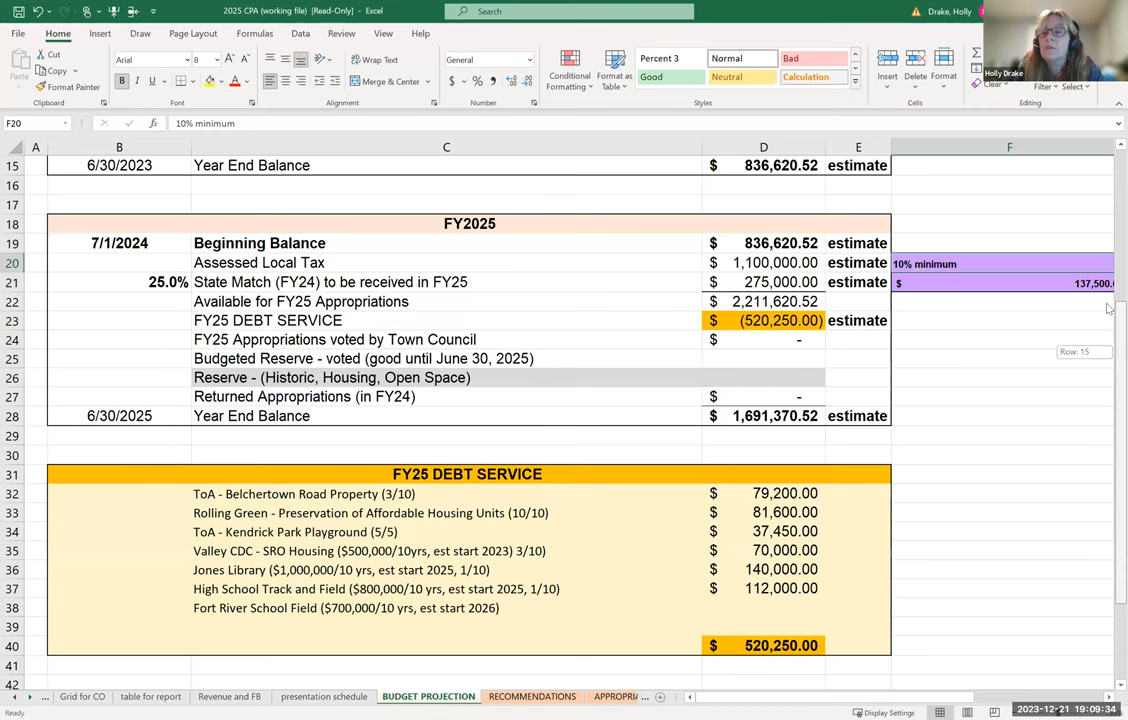 2025 CPA (working file) [Read-Only] - Excel
Search
Drake, Holly
File Home Insert Draw Page Layout Formulas Data Review View Help
Paste
Cut
Copy
Format Painter
Clipboard
Arial 8
B I U
Font
Wrap Text
Merge & Center
Alignment
General
$ % ,
Number
Conditional Formatting
Format as Table
Percent 3 Normal Bad
Good Neutral Calculation
Styles
Insert Delete Format
Cells
Clear
Filter Select
Editing
Holly Drake
F20 fx 10% minimum
A B C D E F
15 6/30/2023 Year End Balance $ 836,620.52 estimate
16
17
18 FY2025
19 7/1/2024 Beginning Balance $ 836,620.52 estimate
20 Assessed Local Tax $ 1,100,000.00 estimate 10% minimum
21 25.0% State Match (FY24) to be received in FY25 $ 275,000.00 estimate $ 137,500.
22 Available for FY25 Appropriations $ 2,211,620.52
23 FY25 DEBT SERVICE $ (520,250.00) estimate
24 FY25 Appropriations voted by Town Council $ -
25 Budgeted Reserve - voted (good until June 30, 2025)
Row: 15
26 Reserve - (Historic, Housing, Open Space)
27 Returned Appropriations (in FY24) $ -
28 6/30/2025 Year End Balance $ 1,691,370.52 estimate
29
30
31 FY25 DEBT SERVICE
32 ToA - Belchertown Road Property (3/10) $ 79,200.00
33 Rolling Green - Preservation of Affordable Housing Units (10/10) $ 81,600.00
34 ToA - Kendrick Park Playground (5/5) $ 37,450.00
35 Valley CDC - SRO Housing ($500,000/10yrs, est start 2023) 3/10) $ 70,000.00
36 Jones Library ($1,000,000/10 yrs, est start 2025, 1/10) $ 140,000.00
37 High School Track and Field ($800,000/10 yrs, est start 2025, 1/10) $ 112,000.00
38 Fort River School Field ($700,000/10 yrs, est start 2026)
39
40 $ 520,250.00
41
42
... Grid for CO table for report Revenue and FB presentation schedule BUDGET PROJECTION RECOMMENDATIONS APPROPRIA ...
Ready
Display Settings
2023-12-21 19:09:34